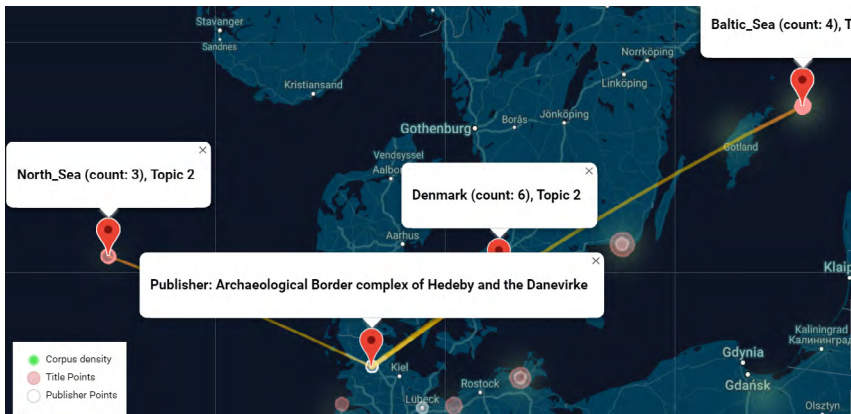 Stavanger
Sandnes
Kristiansand
Baltic_Sea (count: 4), T
Norrköping
Linköping
Jönköping
Borås
Gothenburg
Gotland
Vendsyssel
Aalbo
Aarhus
North_Sea (count: 3), Topic 2
Denmark (count: 6), Topic 2
Publisher: Archaeological Border complex of Hedeby and the Danevirke
Klaip
Kaliningrad
Калининград
Gdynia
Gdańsk
Olsztyn
Kiel
Rostock
Lübeck
Corpus density
Title Points
Publisher Points